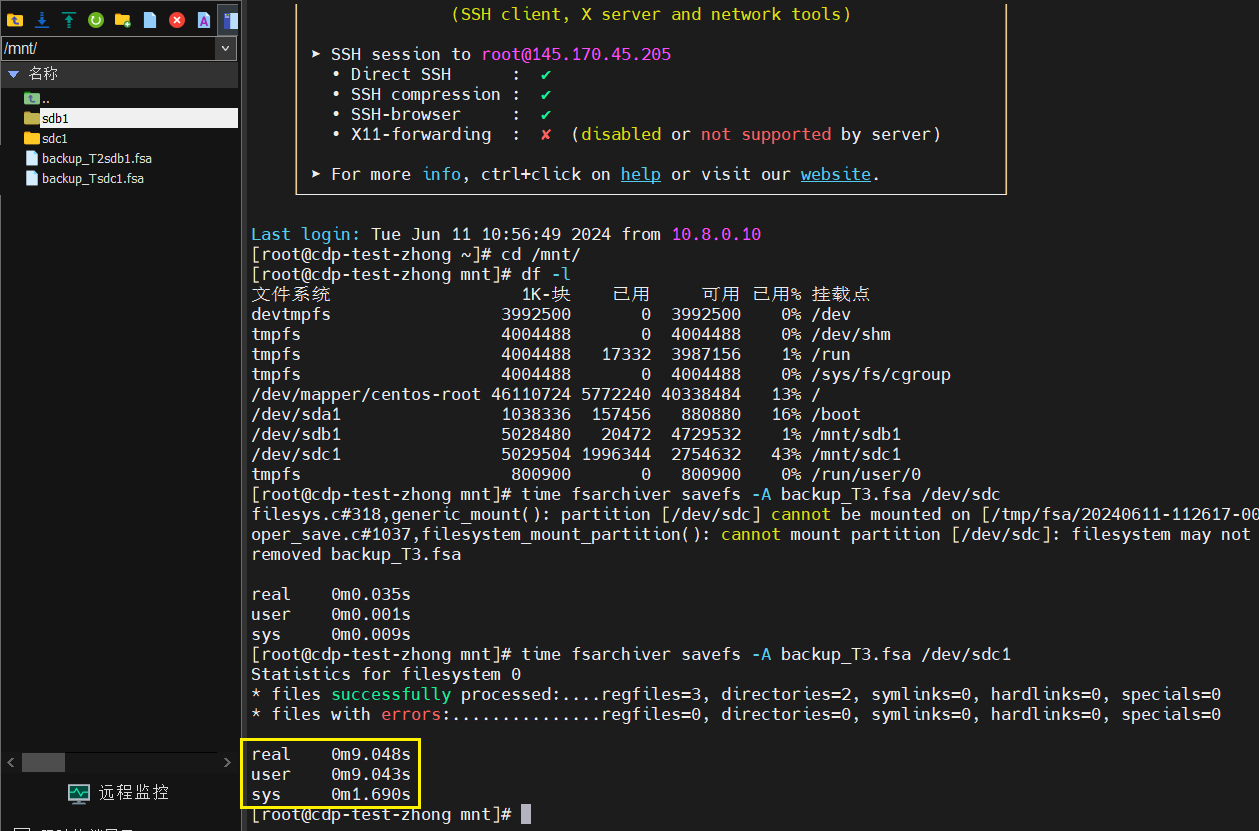 /mnt/
名称
..
sdb1
sdc1
backup_T2sdb1.fsa
backup_Tsdc1.fsa
远程监控
(SSH client, X server and network tools)
➤ SSH session to root@145.170.45.205
• Direct SSH      :  ✔
• SSH compression :  ✔
• SSH-browser     :  ✔
• X11-forwarding  :  ✘  (disabled or not supported by server)
➤ For more info, ctrl+click on help or visit our website.
Last login: Tue Jun 11 10:56:49 2024 from 10.8.0.10
[root@cdp-test-zhong ~]# cd /mnt/
[root@cdp-test-zhong mnt]# df -l
文件系统                   1K-块    已用    可用 已用% 挂载点
devtmpfs                 3992500       0  3992500    0% /dev
tmpfs                    4004488       0  4004488    0% /dev/shm
tmpfs                    4004488   17332  3987156    1% /run
tmpfs                    4004488       0  4004488    0% /sys/fs/cgroup
/dev/mapper/centos-root 46110724 5772240 40338484   13% /
/dev/sda1                1038336  157456   880880   16% /boot
/dev/sdb1                5028480   20472  4729532    1% /mnt/sdb1
/dev/sdc1                5029504 1996344  2754632   43% /mnt/sdc1
tmpfs                     800900       0   800900    0% /run/user/0
[root@cdp-test-zhong mnt]# time fsarchiver savefs -A backup_T3.fsa /dev/sdc
filesys.c#318,generic_mount(): partition [/dev/sdc] cannot be mounted on [/tmp/fsa/20240611-112617-00
oper_save.c#1037,filesystem_mount_partition(): cannot mount partition [/dev/sdc]: filesystem may not
removed backup_T3.fsa
real    0m0.035s
user    0m0.001s
sys     0m0.009s
[root@cdp-test-zhong mnt]# time fsarchiver savefs -A backup_T3.fsa /dev/sdc1
Statistics for filesystem 0
* files successfully processed:....regfiles=3, directories=2, symlinks=0, hardlinks=0, specials=0
* files with errors:...............regfiles=0, directories=0, symlinks=0, hardlinks=0, specials=0
real    0m9.048s
user    0m9.043s
sys     0m1.690s
[root@cdp-test-zhong mnt]#